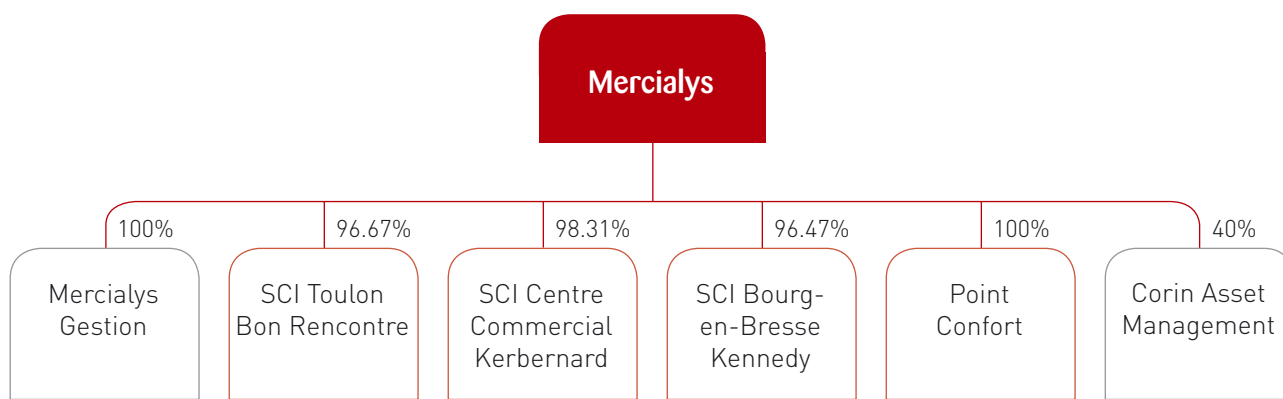 Mercialys
100%
96.67%
98.31%
96.47%
100%
40%
Mercialys
Gestion
SCI Toulon
Bon Rencontre
SCI Centre
Commercial
Kerbernard
SCI Bourg-
en-Bresse
Kennedy
Point
Confort
Corin Asset
Management